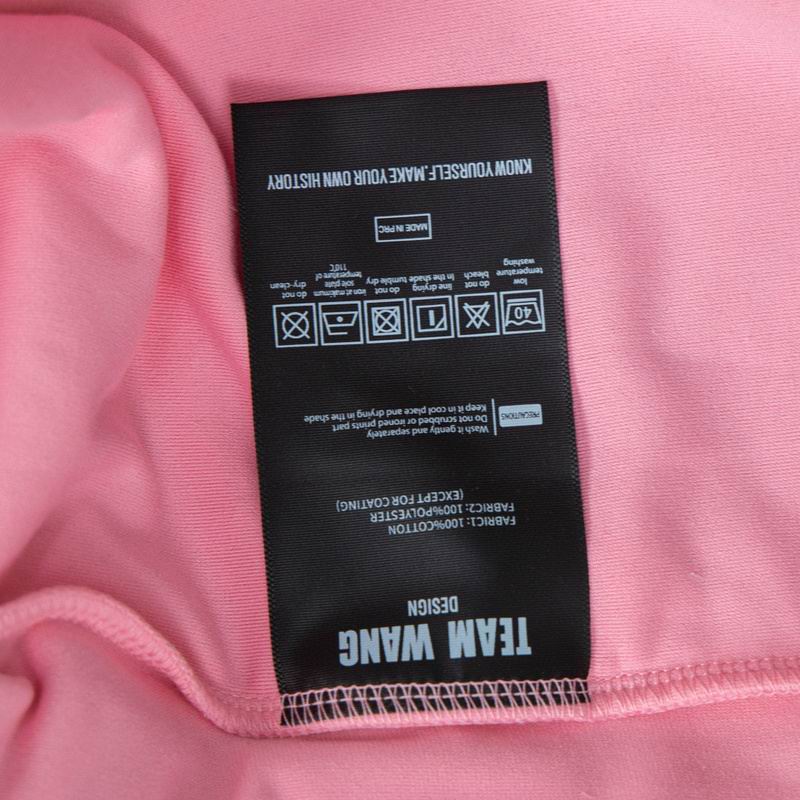 TEAM WANG
DESIGN
FABRIC1: 100%COTTON
FABRIC2: 100%POLYESTER
(EXCEPT FOR COATING)
PRECAUTIONS
Wash it gently and separately
Do not scrubbed or ironed prints part
Keep it in cool place and drying in the shade
40
low temperature washing
do not bleach
line drying in the shade
do not tumble dry
iron at maksimum sole plate temperature of 110°C
do not dry-clean
MADE IN PRC
KNOW YOURSELF.MAKE YOUR OWN HISTORY